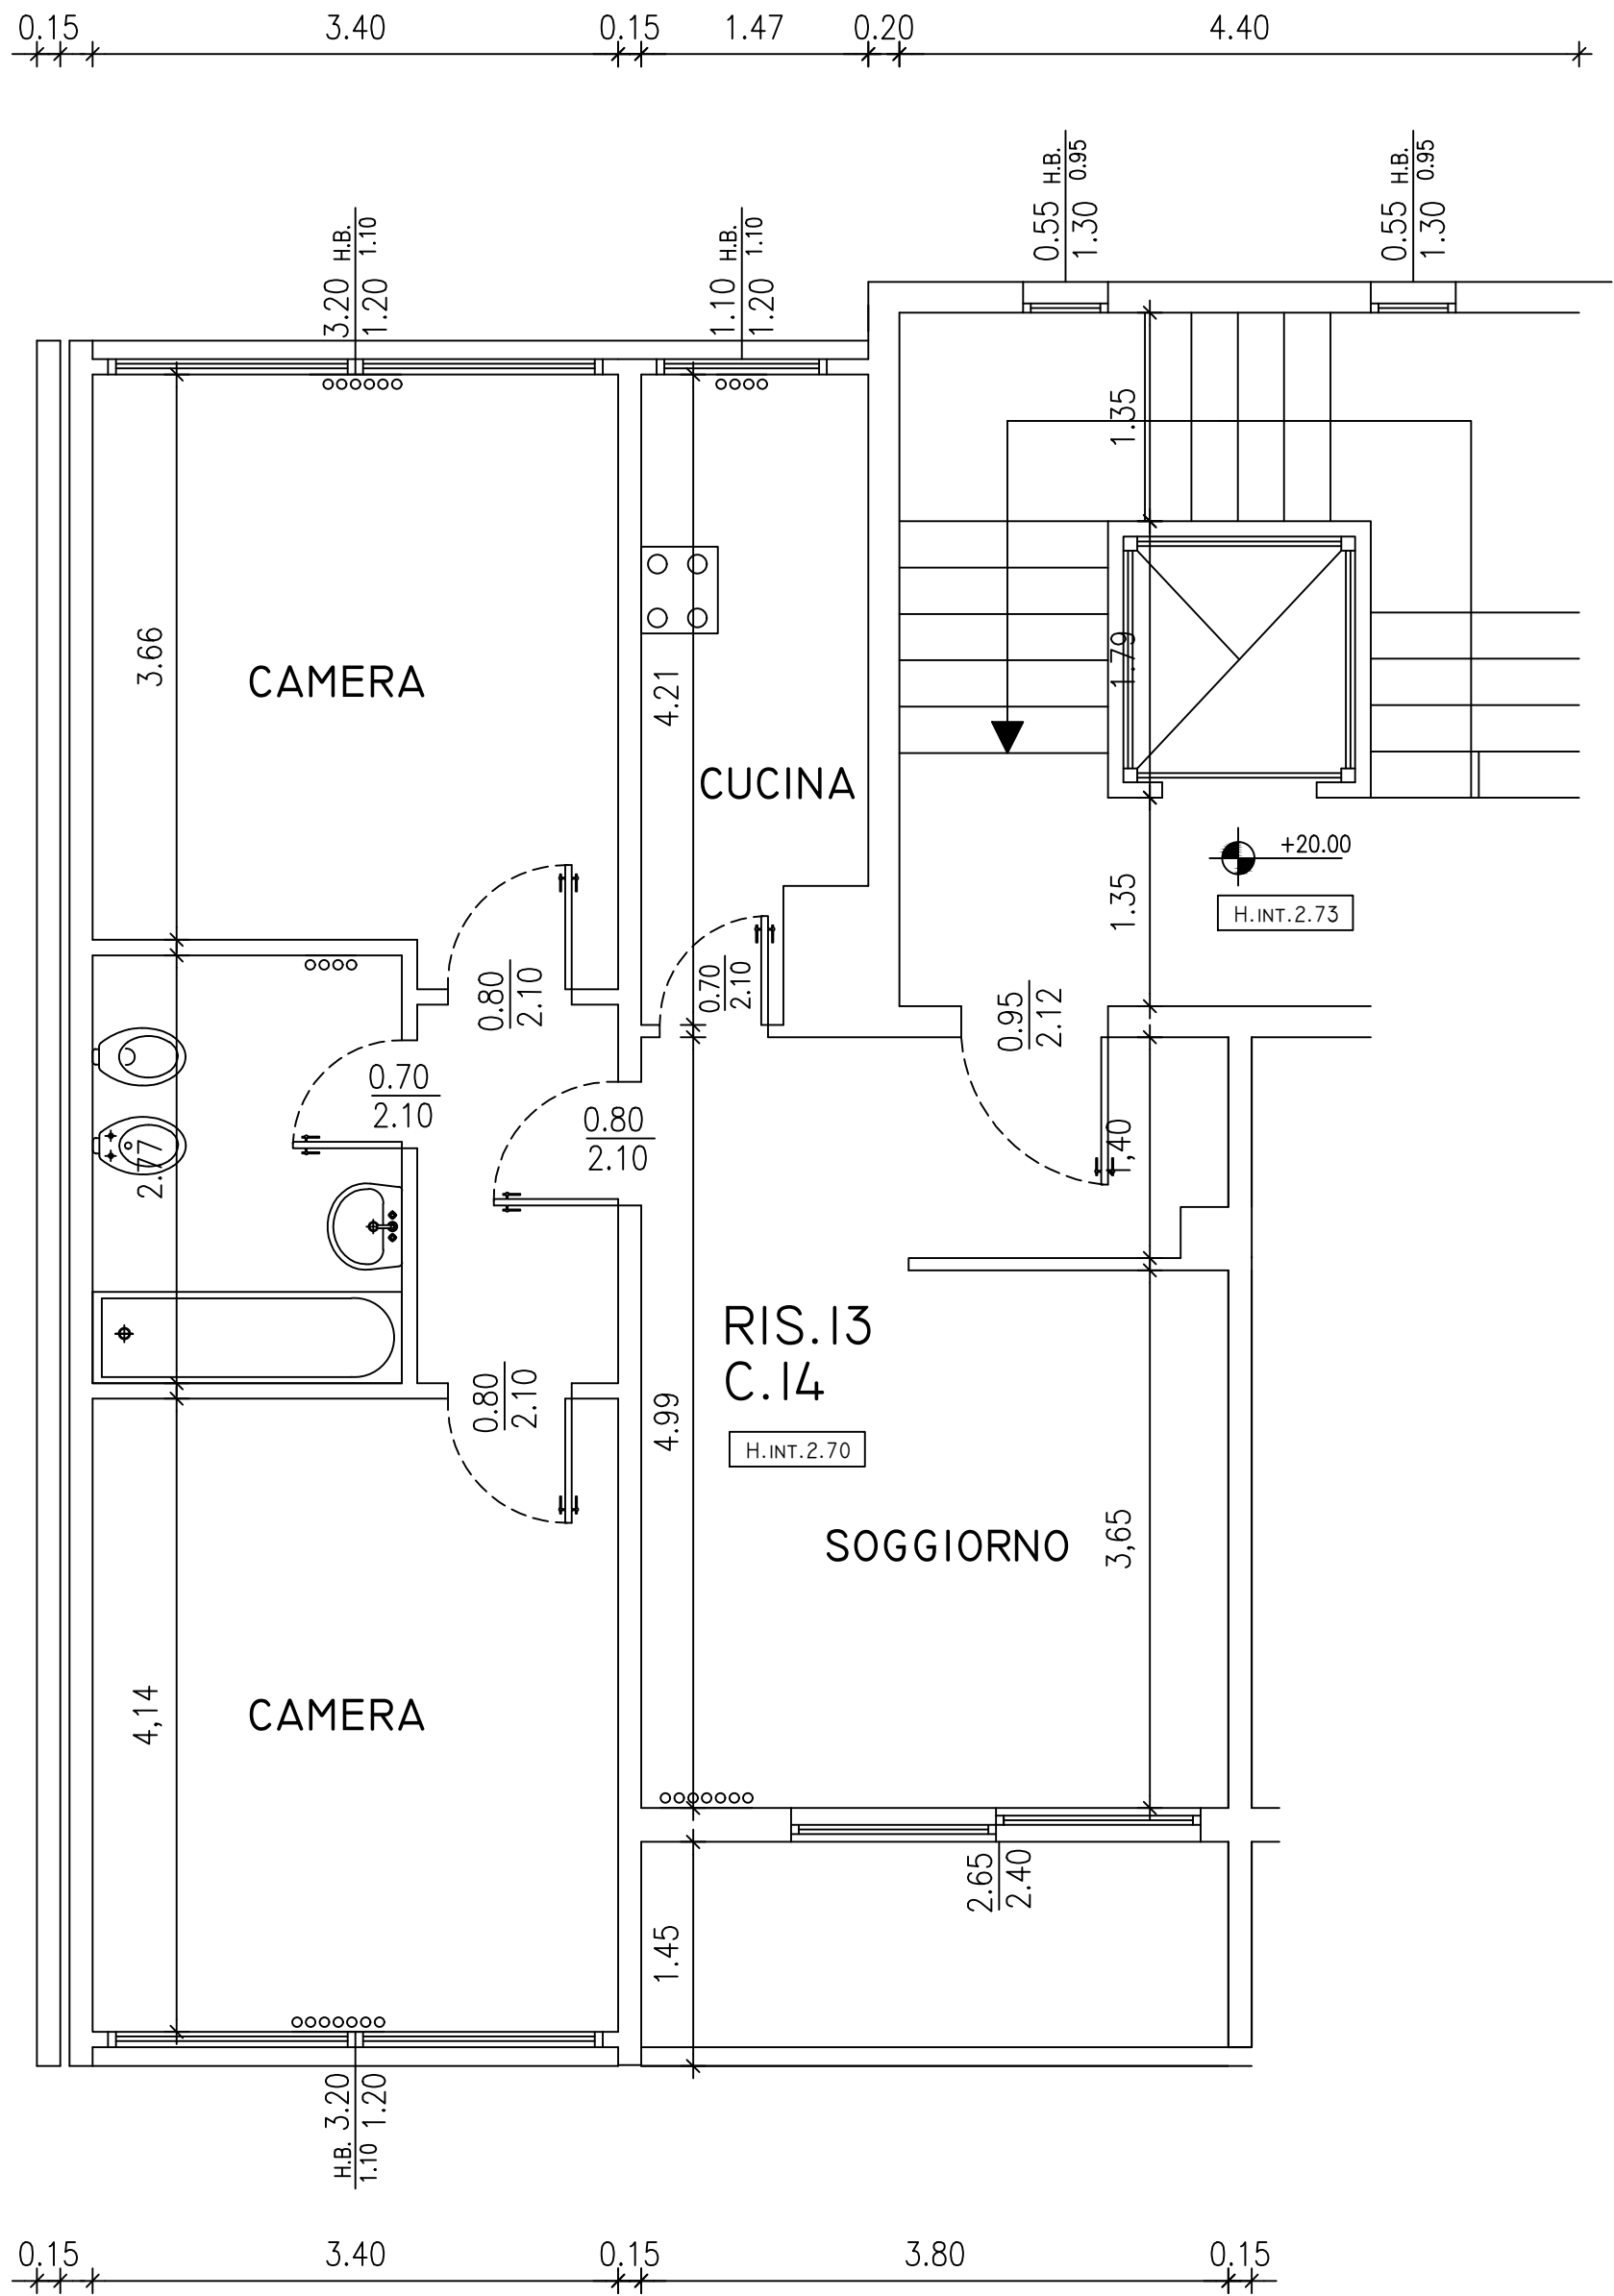 0.15 3.40 0.15 1.47 0.20 4.40
0.55 H.B.
1.30 0.95
0.55 H.B.
1.30 0.95
3.20 H.B.
1.20 1.10
1.10 H.B.
1.20 1.10
1.35
3.66
CAMERA
4.21
1.79
CUCINA
+20.00
H.INT.2.73
1.35
0.80
2.10
0.70
2.10
0.95
2.12
0.70
2.10
0.80
2.10
1,40
2.77
RIS.13
C.14
0.80
2.10
4.99
H.INT.2.70
SOGGIORNO
3,65
CAMERA
4,14
2.65
2.40
1.45
H.B. 3.20
1.10 1.20
0.15 3.40 0.15 3.80 0.15